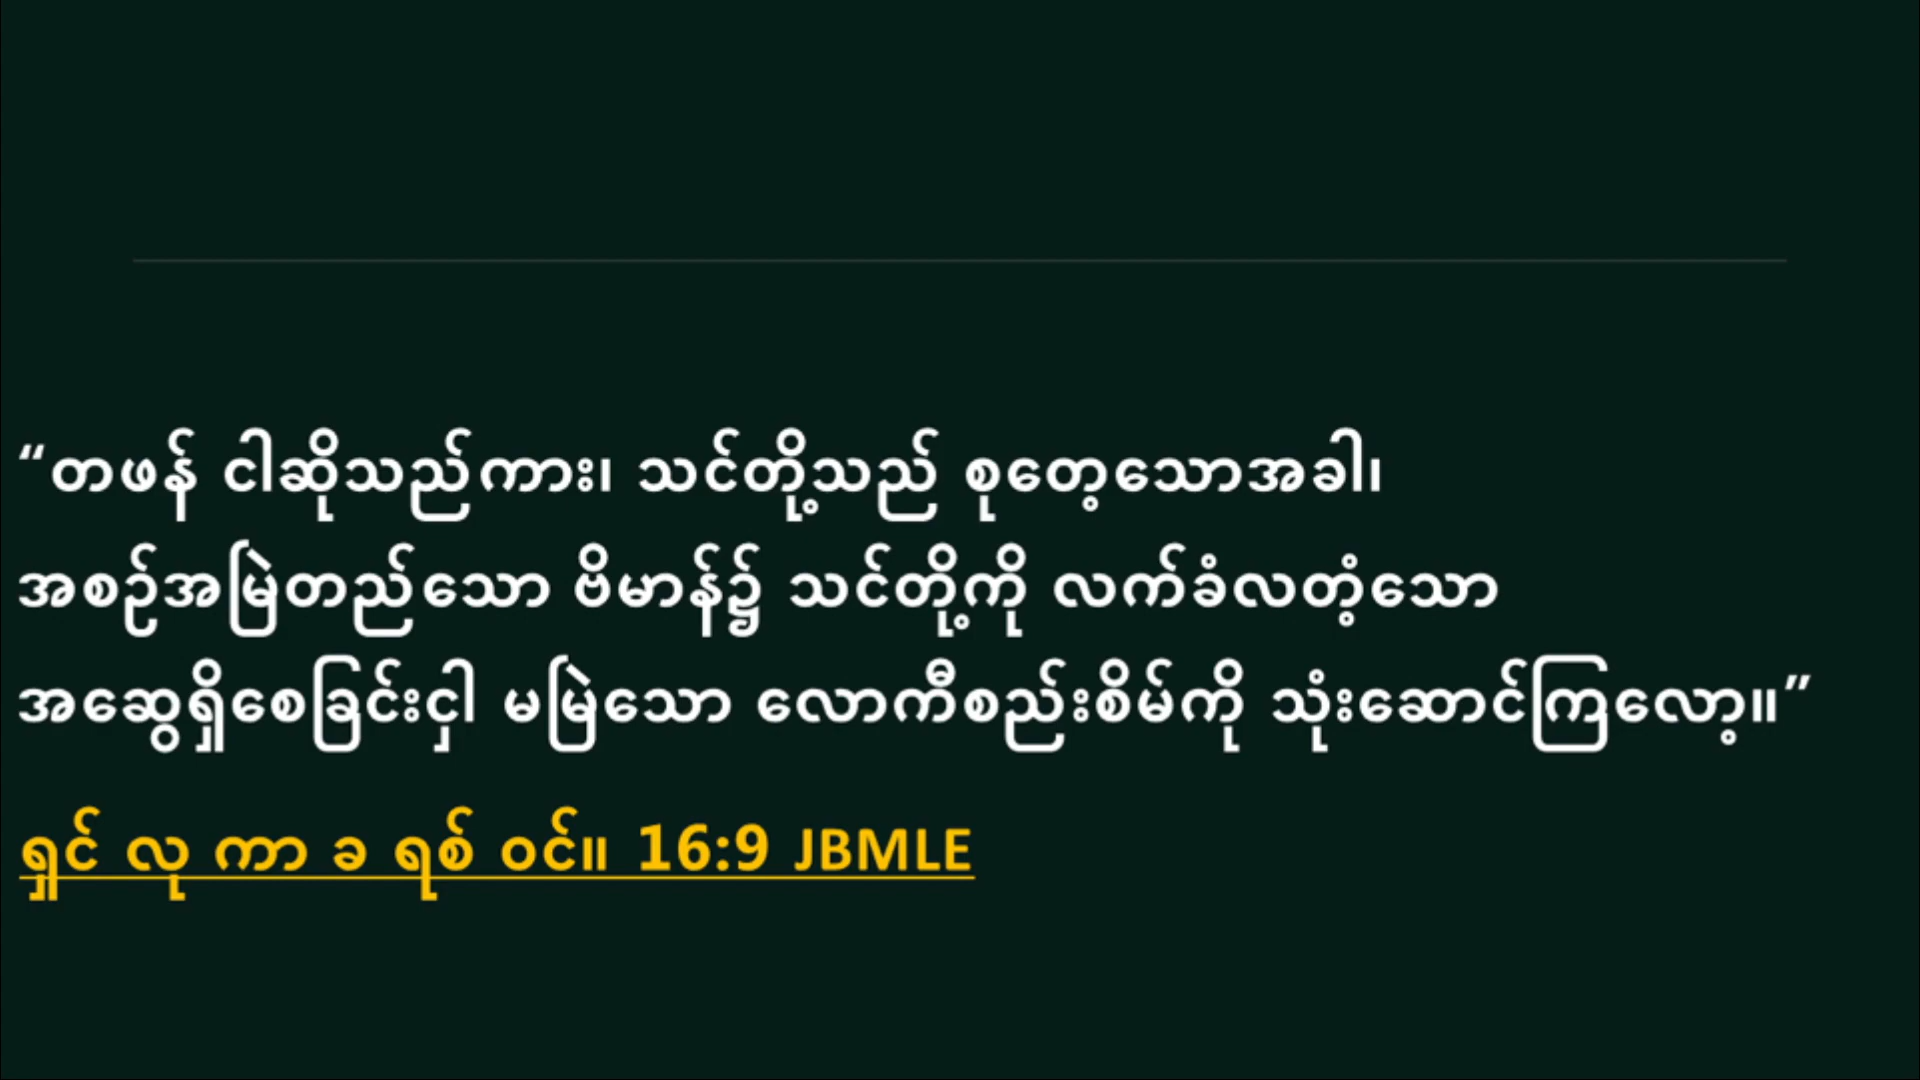 “တဖန် ငါဆိုသည်ကား၊ သင်တို့သည် စုတေ့သောအခါ၊
အစဉ်အမြဲတည်သော ဗိမာန်၌ သင်တို့ကို လက်ခံလတံ့သော
အဆွေရှိစေခြင်းငှါ မမြဲသော လောကီစည်းစိမ်ကို သုံးဆောင်ကြလော့။”
ရှင် လု ကာ ခ ရစ် ဝင်။ 16:9 JBMLE